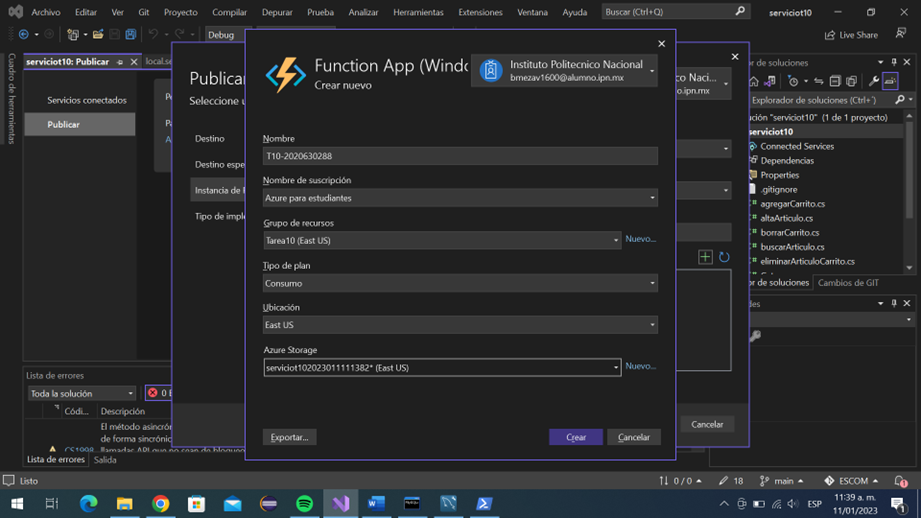 Archivo Editar Ver Git Proyecto Compilar Depurar Prueba Analizar Herramientas Extensiones Ventana Ayuda Buscar (Ctrl+Q) serviciot10
Debug Live Share
Cuadro de herramientas
serviciot10: Publicar
local.se
Servicios conectados
Publicar
Publicar
Seleccione u
Destino
Destino espe
Instancia de
Tipo de imple
Function App (Windo
Crear nuevo
Instituto Politecnico Nacional
bmezav1600@alumno.ipn.mx
Nombre
T10-2020630288
Nombre de suscripción
Azure para estudiantes
Grupo de recursos
Tarea10 (East US)
Nuevo...
Tipo de plan
Consumo
Ubicación
East US
Azure Storage
serviciot102023011111382* (East US)
Nuevo...
Exportar...
Crear
Cancelar
co Naci...
o.ipn.mx
Cancelar
or de soluciones
Explorador de soluciones (Ctrl+')
ución "serviciot10" (1 de 1 proyecto)
serviciot10
Connected Services
Dependencias
Properties
.gitignore
agregarCarrito.cs
altaArticulo.cs
borrarCarrito.cs
buscarArticulo.cs
eliminarArticuloCarrito.cs
or de soluciones Cambios de GIT
des
Lista de errores
Toda la solución
0 E
Códi... Descripción
El método asincró
de forma sincrónic
CS1998 llamadas API que no sean de bloqueo
Lista de errores Salida
Listo
0 / 0 18 main ESCOM
ESP
11:39 a. m.
11/01/2023